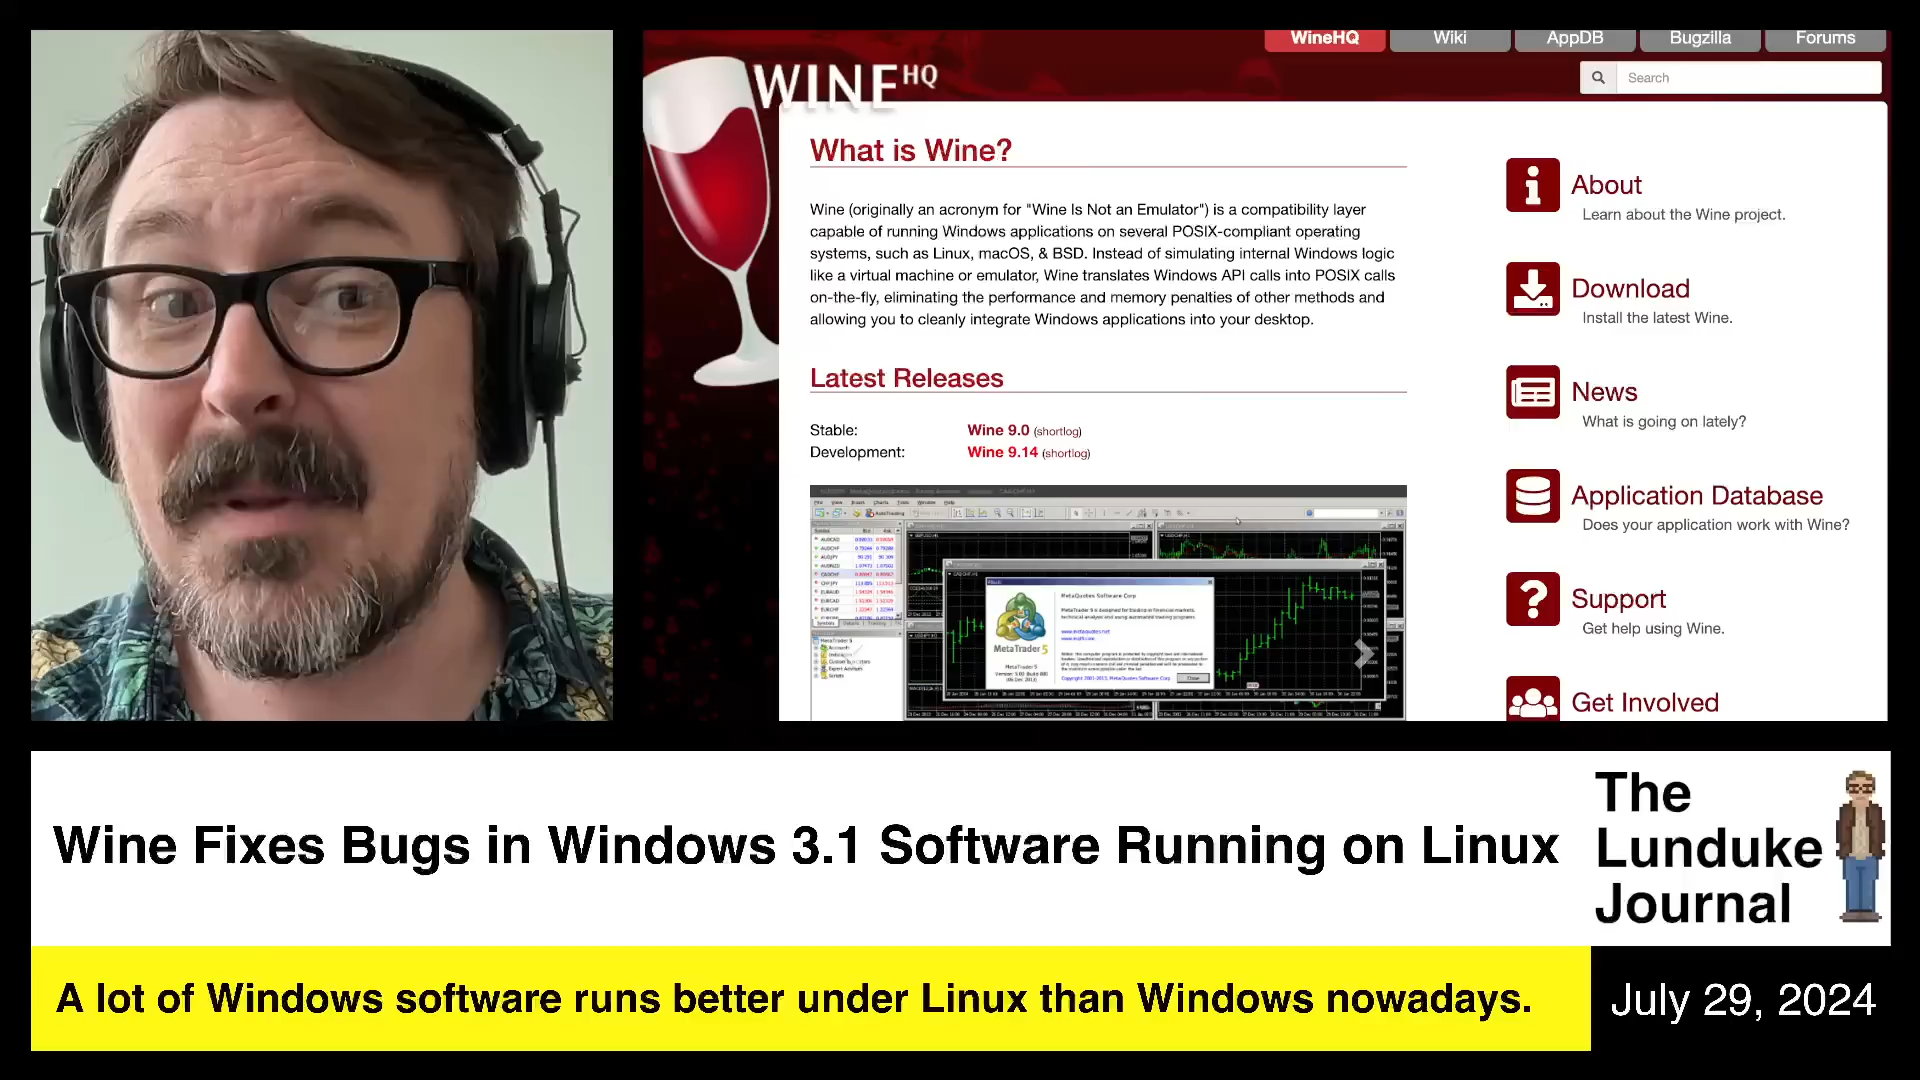 WineHQ
Wiki
AppDB
Bugzilla
Forums
Search
WINE HQ
What is Wine?
Wine (originally an acronym for "Wine Is Not an Emulator") is a compatibility layer
capable of running Windows applications on several POSIX-compliant operating
systems, such as Linux, macOS, & BSD. Instead of simulating internal Windows logic
like a virtual machine or emulator, Wine translates Windows API calls into POSIX calls
on-the-fly, eliminating the performance and memory penalties of other methods and
allowing you to cleanly integrate Windows applications into your desktop.
Latest Releases
Stable: Wine 9.0 (shortlog)
Development: Wine 9.14 (shortlog)
MetaQuotes Software Corp
MetaTrader 5
About
Learn about the Wine project.
Download
Install the latest Wine.
News
What is going on lately?
Application Database
Does your application work with Wine?
Support
Get help using Wine.
Get Involved
Wine Fixes Bugs in Windows 3.1 Software Running on Linux
The
Lunduke
Journal
A lot of Windows software runs better under Linux than Windows nowadays.
July 29, 2024